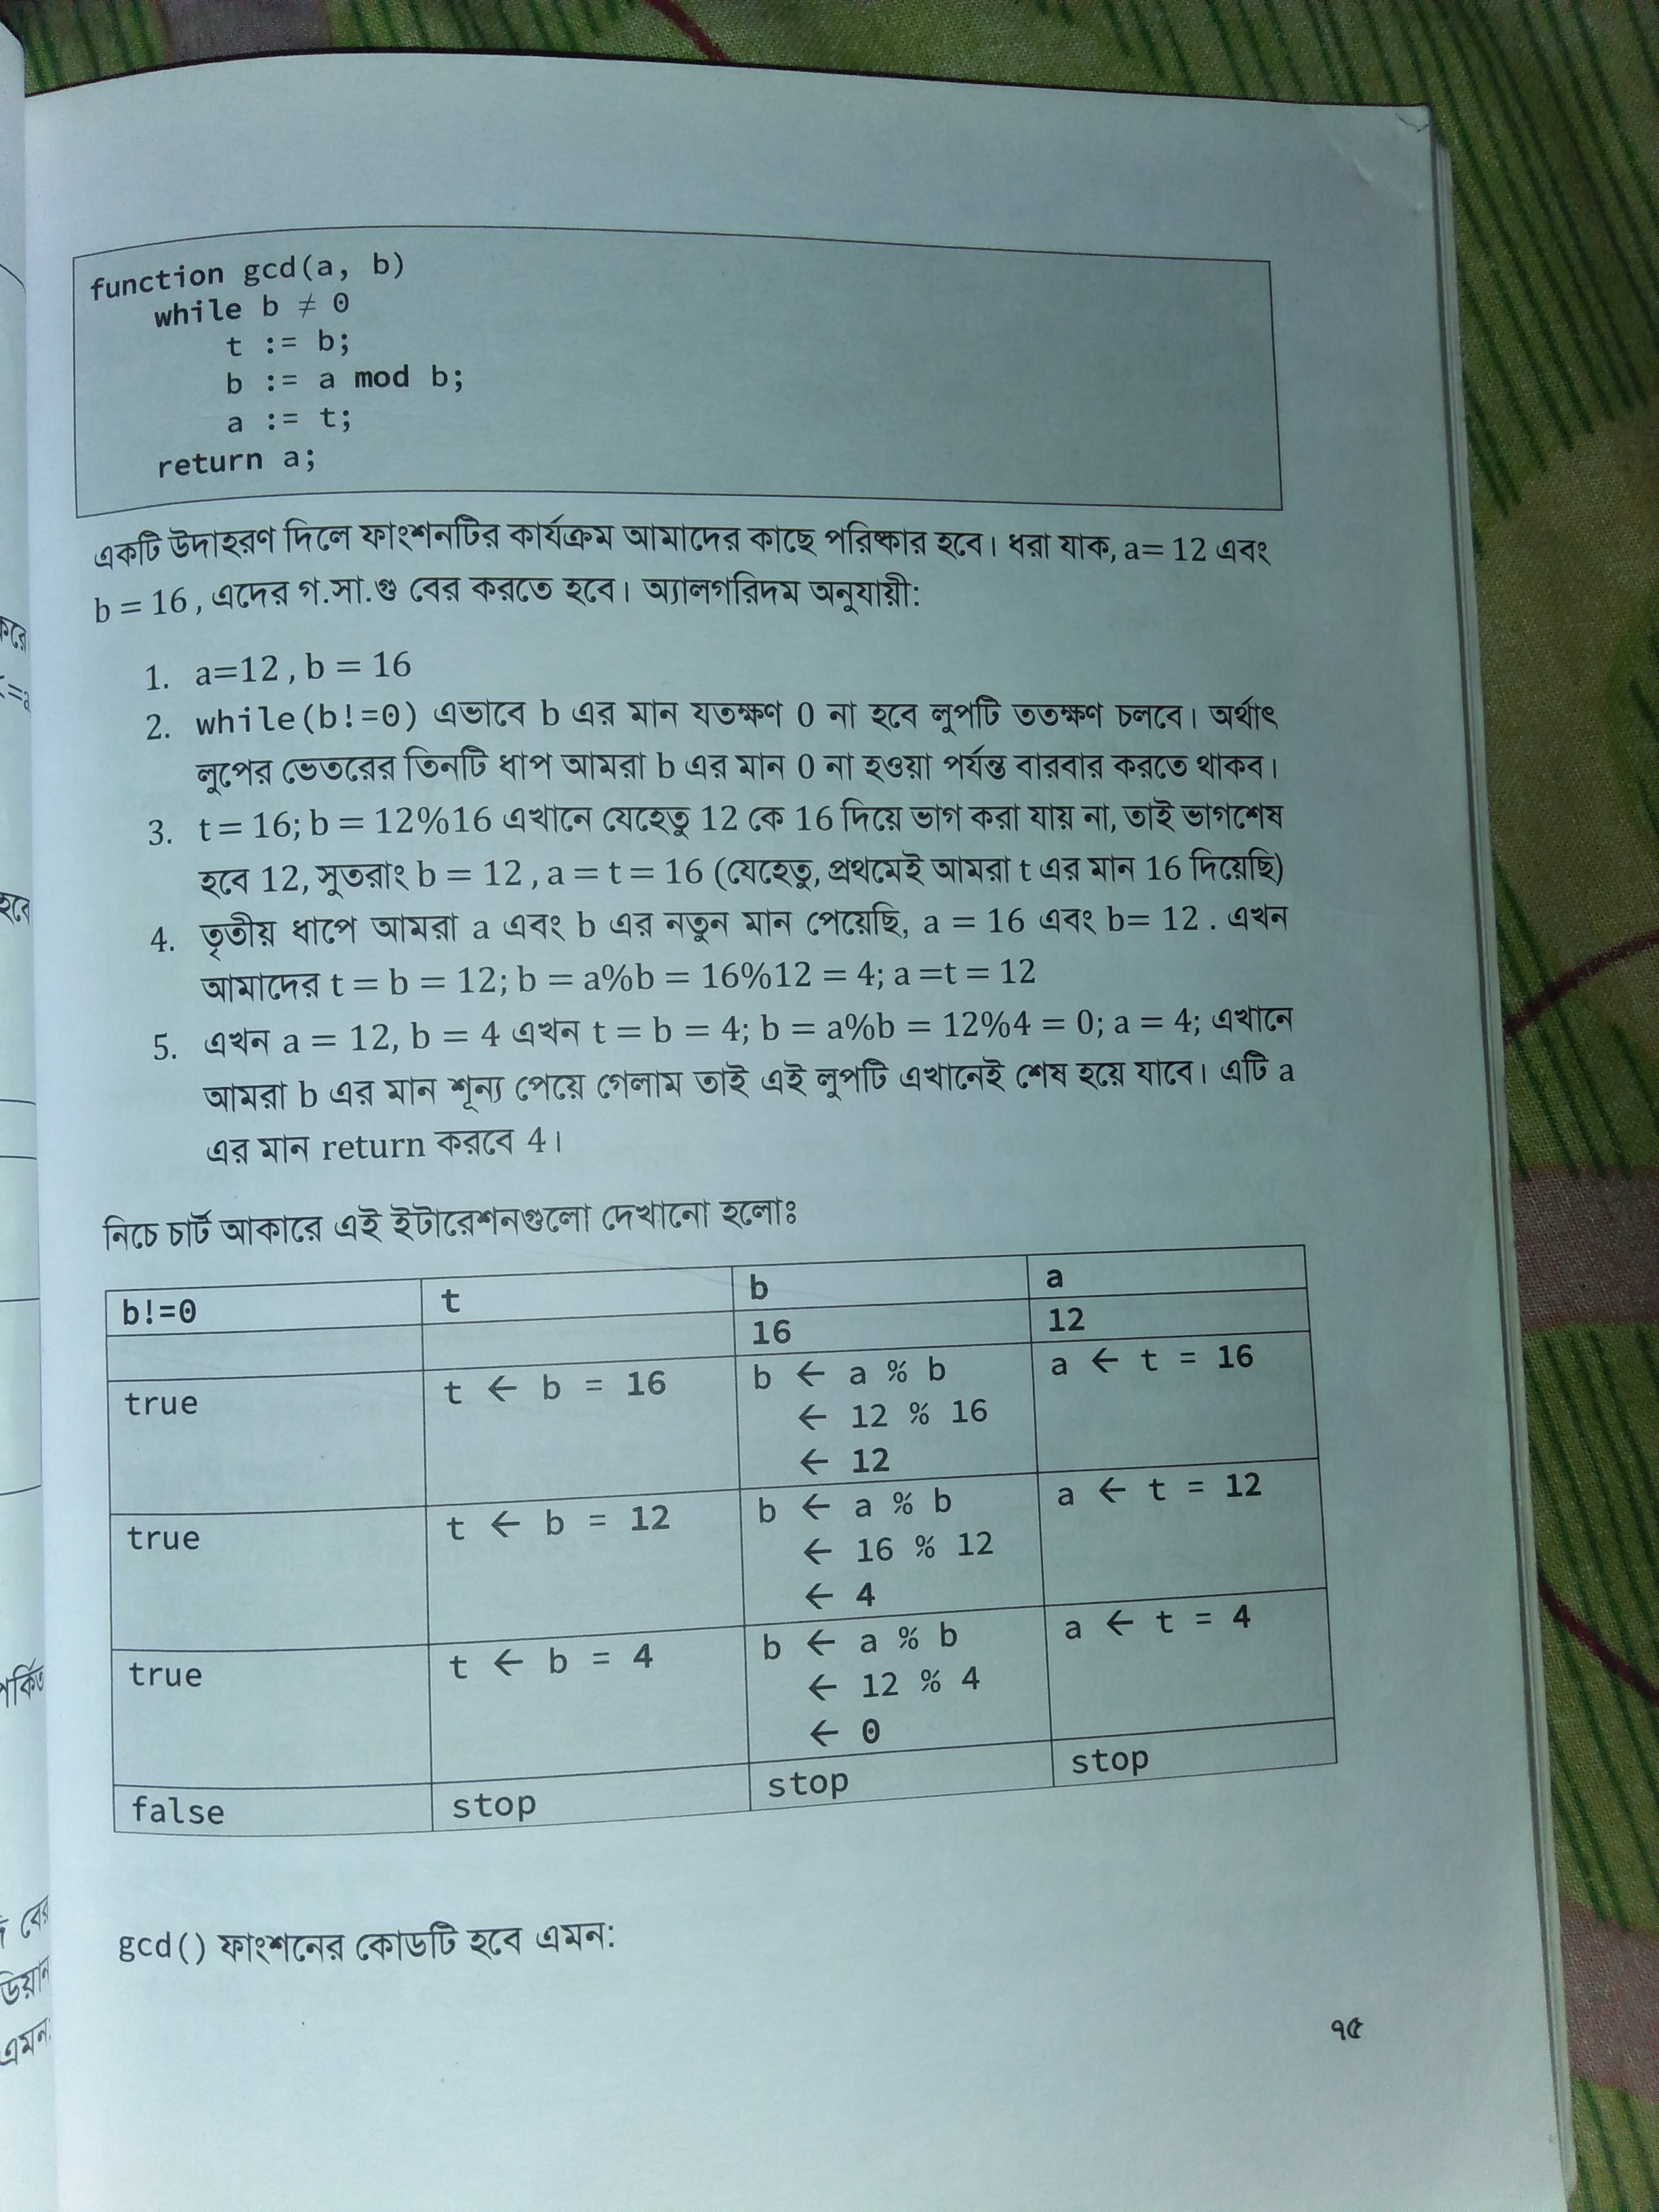 function gcd(a, b)
while b ≠ 0
t := b;
b := a mod b;
a := t;
return a;
একটি উদাহরণ দিলে ফাংশনটির কার্যক্রম আমাদের কাছে পরিষ্কার হবে। ধরা যাক, a= 12 এবং
b = 16 , এদের গ.সা.গু বের করতে হবে। অ্যালগরিদম অনুযায়ী:
1. a=12 , b = 16
2. while(b!=0) এভাবে b এর মান যতক্ষণ 0 না হবে লুপটি ততক্ষণ চলবে। অর্থাৎ
লুপের ভেতরের তিনটি ধাপ আমরা b এর মান 0 না হওয়া পর্যন্ত বারবার করতে থাকব।
3. t = 16; b = 12%16 এখানে যেহেতু 12 কে 16 দিয়ে ভাগ করা যায় না, তাই ভাগশেষ
হবে 12, সুতরাং b = 12 , a = t = 16 (যেহেতু, প্রথমেই আমরা t এর মান 16 দিয়েছি)
4. তৃতীয় ধাপে আমরা a এবং b এর নতুন মান পেয়েছি, a = 16 এবং b= 12 . এখন
আমাদের t = b = 12; b = a%b = 16%12 = 4; a =t = 12
5. এখন a = 12, b = 4 এখন t = b = 4; b = a%b = 12%4 = 0; a = 4; এখানে
আমরা b এর মান শূন্য পেয়ে গেলাম তাই এই লুপটি এখানেই শেষ হয়ে যাবে। এটি a
এর মান return করবে 4।
নিচে চার্ট আকারে এই ইটারেশনগুলো দেখানো হলোঃ
b!=0 t b a
16 12
true t ← b = 16 b ← a % b a ← t = 16
← 12 % 16
← 12
true t ← b = 12 b ← a % b a ← t = 12
← 16 % 12
← 4
true t ← b = 4 b ← a % b a ← t = 4
← 12 % 4
← 0
false stop stop stop
gcd() ফাংশনের কোডটি হবে এমন:
৭৫
করে
হবে
বের
এমন: